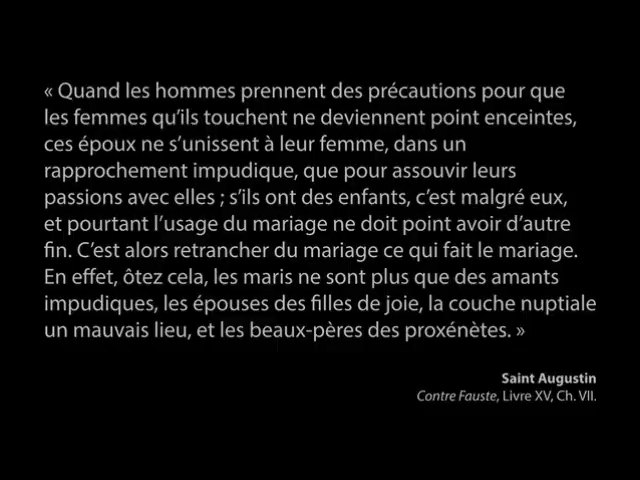 « Quand les hommes prennent des précautions pour que
les femmes qu’ils touchent ne deviennent point enceintes,
ces époux ne s’unissent à leur femme, dans un
rapprochement impudique, que pour assouvir leurs
passions avec elles ; s’ils ont des enfants, c’est malgré eux,
et pourtant l’usage du mariage ne doit point avoir d’autre
fin. C’est alors retrancher du mariage ce qui fait le mariage.
En effet, ôtez cela, les maris ne sont plus que des amants
impudiques, les épouses des filles de joie, la couche nuptiale
un mauvais lieu, et les beaux-pères des proxénètes. »
Saint Augustin
Contre Fauste, Livre XV, Ch. VII.